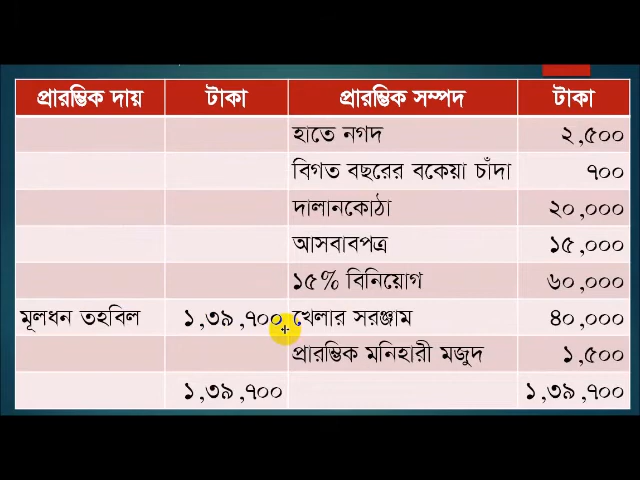 প্রারম্ভিক দায় টাকা প্রারম্ভিক সম্পদ টাকা
হাতে নগদ ২,৫০০
বিগত বছরের বকেয়া চাঁদা ৭০০
দালানকোঠা ২০,০০০
আসবাবপত্র ১৫,০০০
১৫% বিনিয়োগ ৬০,০০০
মূলধন তহবিল ১,৩৯,৭০০ খেলার সরঞ্জাম ৪০,০০০
প্রারম্ভিক মনিহারী মজুদ ১,৫০০
১,৩৯,৭০০ ১,৩৯,৭০০